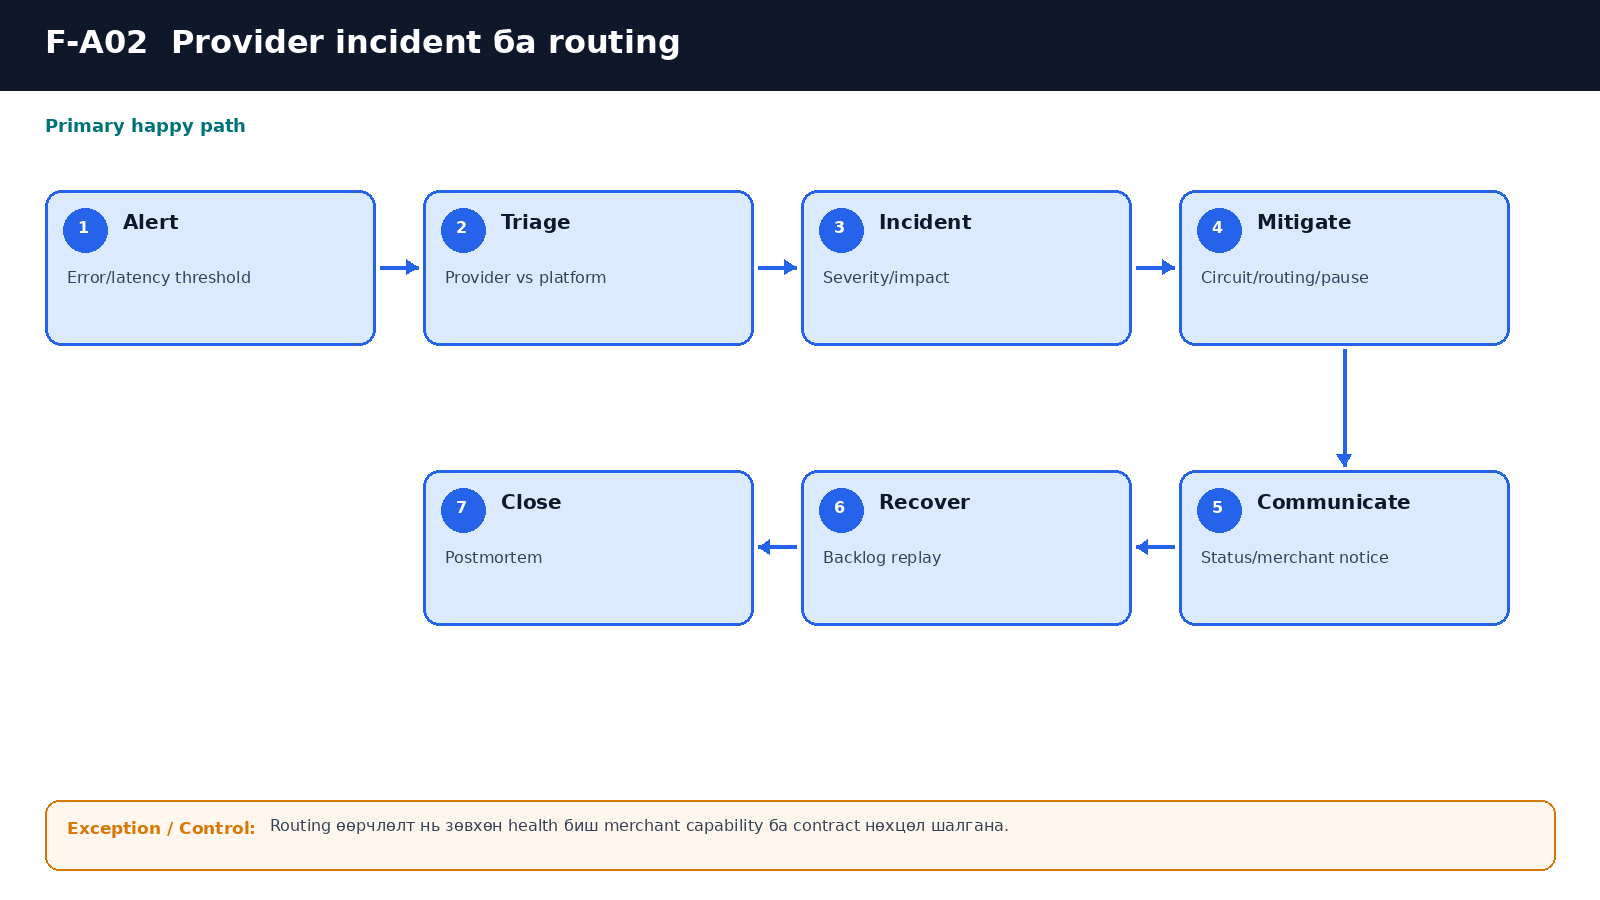 F-A02 Provider incident ба routing
Primary happy path
1 Alert
Error/latency threshold
2 Triage
Provider vs platform
3 Incident
Severity/impact
4 Mitigate
Circuit/routing/pause
5 Communicate
Status/merchant notice
6 Recover
Backlog replay
7 Close
Postmortem
Exception / Control: Routing өөрчлөлт нь зөвхөн health биш merchant capability ба contract нөхцөл шалгана.